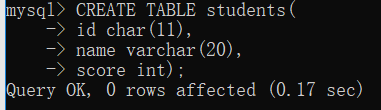 mysql> CREATE TABLE students(
    -> id char(11),
    -> name varchar(20),
    -> score int);
Query OK, 0 rows affected (0.17 sec)